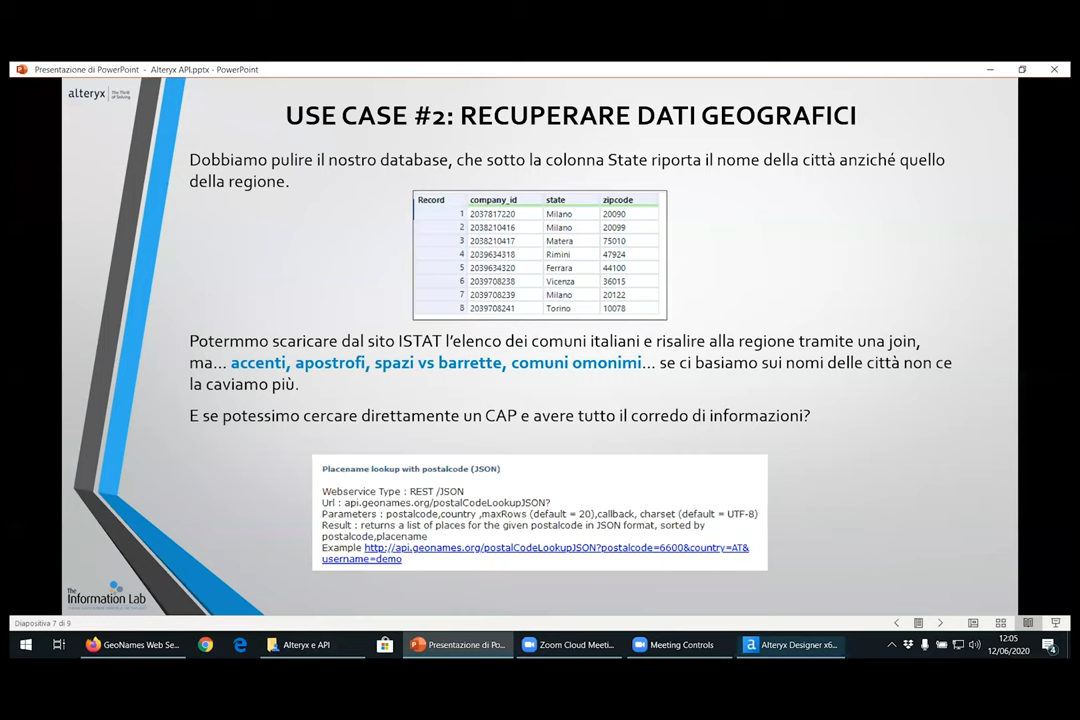 Presentazione di PowerPoint - Alteryx API.pptx - PowerPoint
alteryx
USE CASE #2: RECUPERARE DATI GEOGRAFICI
Dobbiamo pulire il nostro database, che sotto la colonna State riporta il nome della città anziché quello
della regione.
Record company_id state zipcode
1 2037817220 Milano 20090
2 2038210416 Milano 20099
3 2038210417 Matera 75010
4 2039634318 Rimini 47924
5 2039634320 Ferrara 44100
6 2039708238 Vicenza 36015
7 2039708239 Milano 20122
8 2039708241 Torino 10078
Potermmo scaricare dal sito ISTAT l'elenco dei comuni italiani e risalire alla regione tramite una join,
ma... accenti, apostrofi, spazi vs barrette, comuni omonimi... se ci basiamo sui nomi delle città non ce
la caviamo più.
E se potessimo cercare direttamente un CAP e avere tutto il corredo di informazioni?
Placename lookup with postalcode (JSON)
Webservice Type : REST /JSON
Url : api.geonames.org/postalCodeLookupJSON?
Parameters : postalcode,country ,maxRows (default = 20),callback, charset (default = UTF-8)
Result : returns a list of places for the given postalcode in JSON format, sorted by
postalcode,placename
Example http://api.geonames.org/postalCodeLookupJSON?postalcode=6600&country=AT&
username=demo
The
Information Lab
Diapositiva 7 di 9
GeoNames Web Se...
Alteryx e API
Presentazione di Po...
Zoom Cloud Meeti...
Meeting Controls
Alteryx Designer x6...
12:05
12/06/2020
4